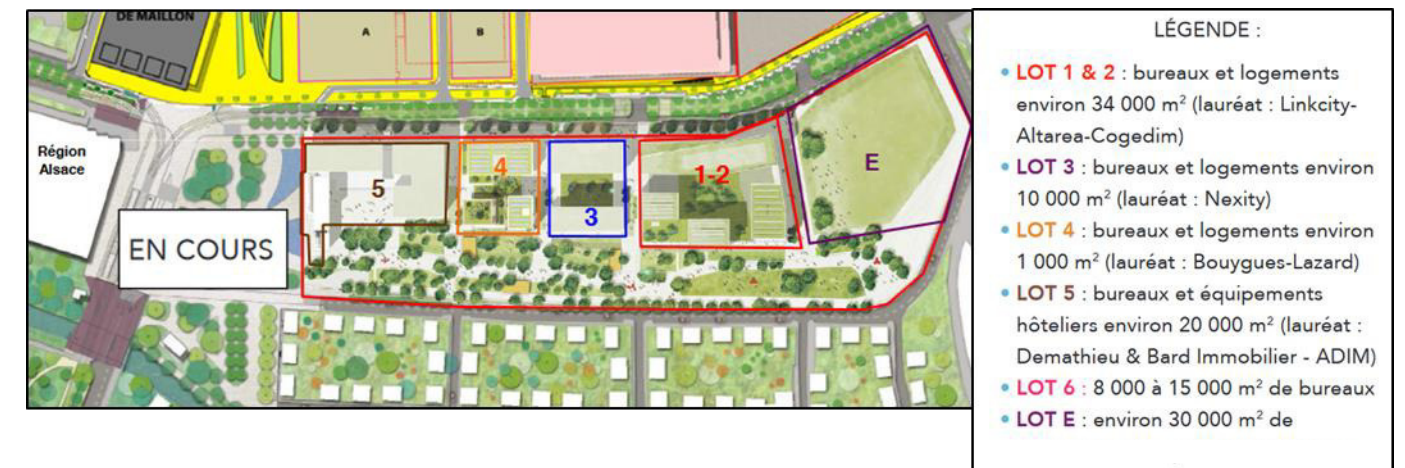 DE MAILLON
A
B
Région
Alsace
EN COURS
5
4
3
1-2
E
LÉGENDE :
• LOT 1 & 2 : bureaux et logements
environ 34 000 m² (lauréat : Linkcity-
Altarea-Cogedim)
• LOT 3 : bureaux et logements environ
10 000 m² (lauréat : Nexity)
• LOT 4 : bureaux et logements environ
1 000 m² (lauréat : Bouygues-Lazard)
• LOT 5 : bureaux et équipements
hôteliers environ 20 000 m² (lauréat :
Demathieu & Bard Immobilier - ADIM)
• LOT 6 : 8 000 à 15 000 m² de bureaux
• LOT E : environ 30 000 m² de